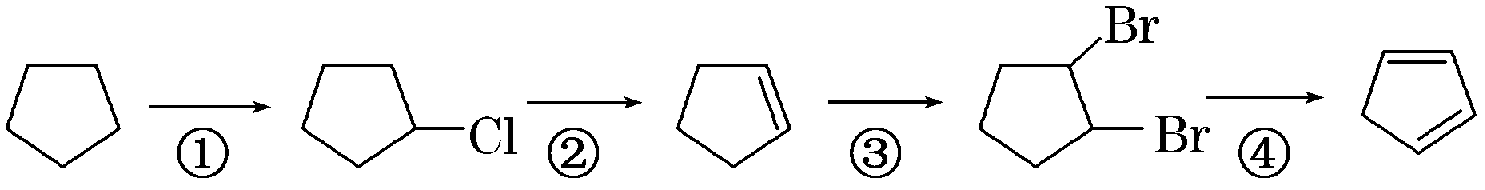 Br
Cl
Br
① ② ③ ④